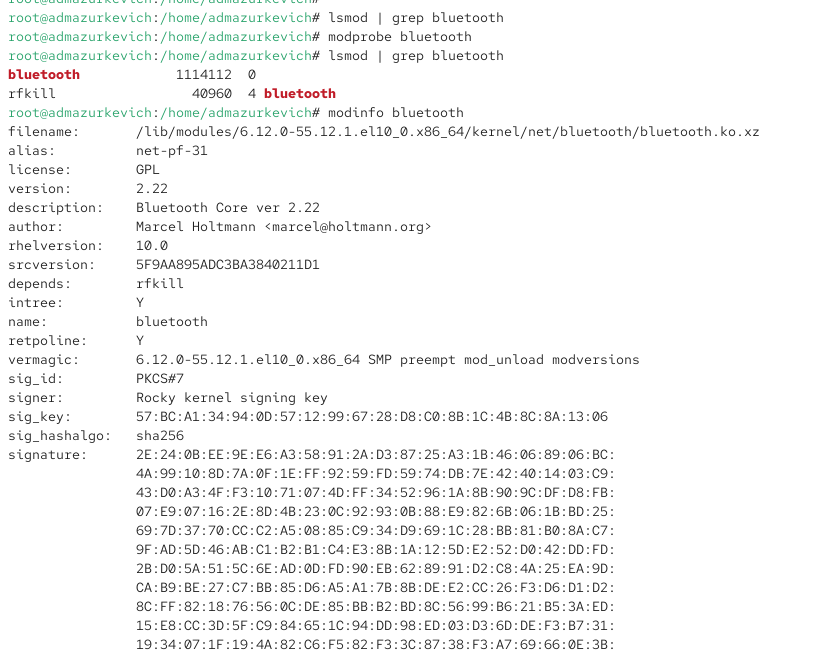 root@admazurkevich:/home/admazurkevich# lsmod | grep bluetooth
root@admazurkevich:/home/admazurkevich# modprobe bluetooth
root@admazurkevich:/home/admazurkevich# lsmod | grep bluetooth
bluetooth            1114112  0
rfkill                 40960  4 bluetooth
root@admazurkevich:/home/admazurkevich# modinfo bluetooth
filename:       /lib/modules/6.12.0-55.12.1.el10_0.x86_64/kernel/net/bluetooth/bluetooth.ko.xz
alias:          net-pf-31
license:        GPL
version:        2.22
description:    Bluetooth Core ver 2.22
author:         Marcel Holtmann <marcel@holtmann.org>
rhelversion:    10.0
srcversion:     5F9AA895ADC3BA3840211D1
depends:        rfkill
intree:         Y
name:           bluetooth
retpoline:      Y
vermagic:       6.12.0-55.12.1.el10_0.x86_64 SMP preempt mod_unload modversions
sig_id:         PKCS#7
signer:         Rocky kernel signing key
sig_key:        57:BC:A1:34:94:0D:57:12:99:67:28:D8:C0:8B:1C:4B:8C:8A:13:06
sig_hashalgo:   sha256
signature:      2E:24:0B:EE:9E:E6:A3:58:91:2A:D3:87:25:A3:1B:46:06:89:06:BC:
4A:99:10:8D:7A:0F:1E:FF:92:59:FD:59:74:DB:7E:42:40:14:03:C9:
43:D0:A3:4F:F3:10:71:07:4D:FF:34:52:96:1A:8B:90:9C:DF:D8:FB:
07:E9:07:16:2E:8D:4B:23:0C:92:93:0B:88:E9:82:6B:06:1B:BD:25:
69:7D:37:70:CC:C2:A5:08:85:C9:34:D9:69:1C:28:BB:81:B0:8A:C7:
9F:AD:5D:46:AB:C1:B2:B1:C4:E3:8B:1A:12:5D:E2:52:D0:42:DD:FD:
2B:D0:5A:51:5C:6E:AD:0D:FD:90:EB:62:89:91:D2:C8:4A:25:EA:9D:
CA:B9:BE:27:C7:BB:85:D6:A5:A1:7B:8B:DE:E2:CC:26:F3:D6:D1:D2:
8C:FF:82:18:76:56:0C:DE:85:BB:B2:BD:8C:56:99:B6:21:B5:3A:ED:
15:E8:CC:3D:5F:C9:84:65:1C:94:DD:98:ED:03:D3:6D:DE:F3:B7:31:
19:34:07:1F:19:4A:82:C6:F5:82:F3:3C:87:38:F3:A7:69:66:0E:3B: